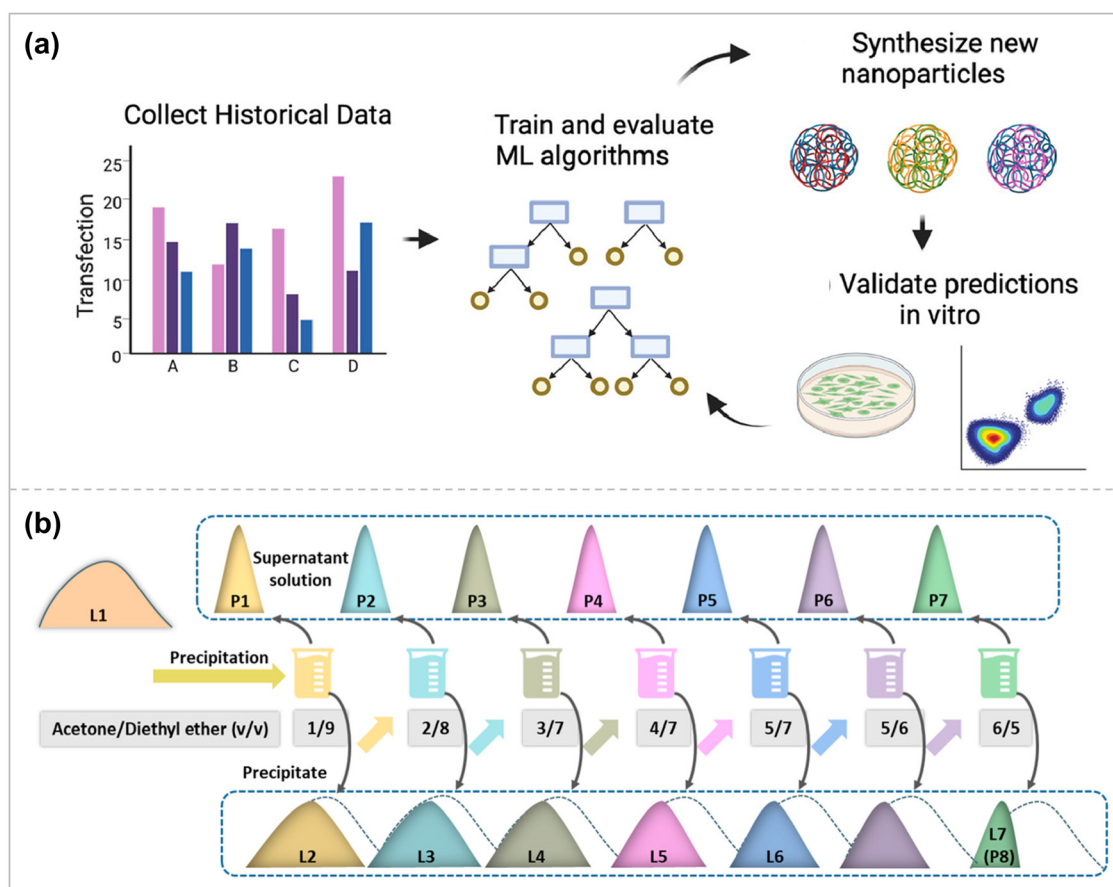 (a)
Collect Historical Data
Transfection
25
20
15
10
5
0
A B C D
Train and evaluate
ML algorithms
Synthesize new
nanoparticles
) Validate predictions
in vitro
(b)
L1
Supernatant
solution
P1 P2 P3 P4 P5 P6 P7
Precipitation
Acetone/Diethyl ether (v/v) 1/9 2/8 3/7 4/7 5/7 5/6 6/5
Precipitate
L2 L3 L4 L5 L6 L7
(P8)